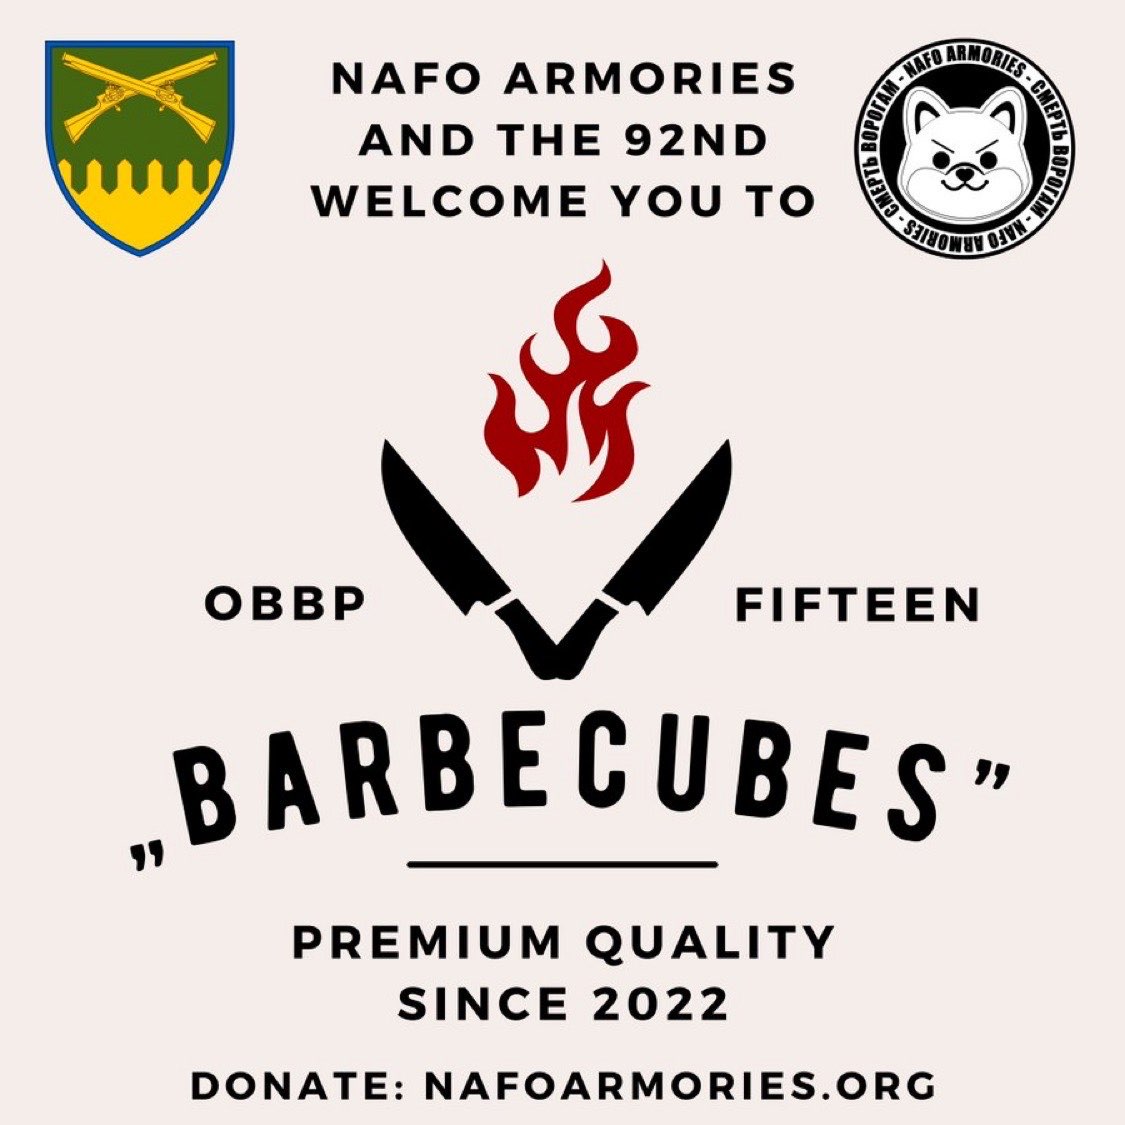 NAFO ARMORIES
AND THE 92ND
WELCOME YOU TO
NAFO ARMORIES - СМЕРТЬ ВОРОГАМ - NAFO ARMORIES - СМЕРТЬ ВОРОГАМ -
OBBP
FIFTEEN
„BARBECUBES”
PREMIUM QUALITY
SINCE 2022
DONATE: NAFOARMORIES.ORG